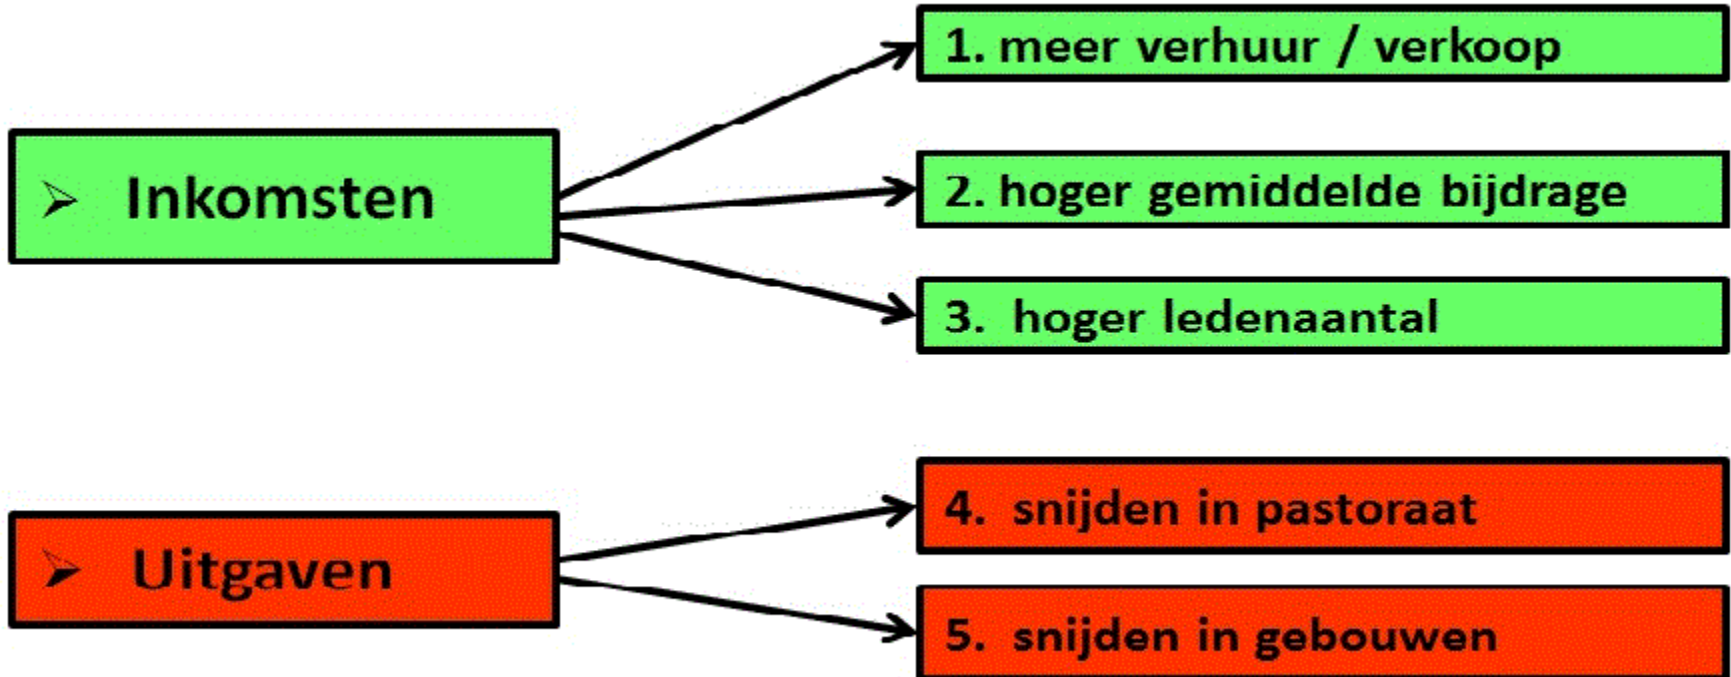 1. meer verhuur / verkoop
➢ Inkomsten
2. hoger gemiddelde bijdrage
3. hoger ledenaantal
4. snijden in pastoraat
➢ Uitgaven
5. snijden in gebouwen